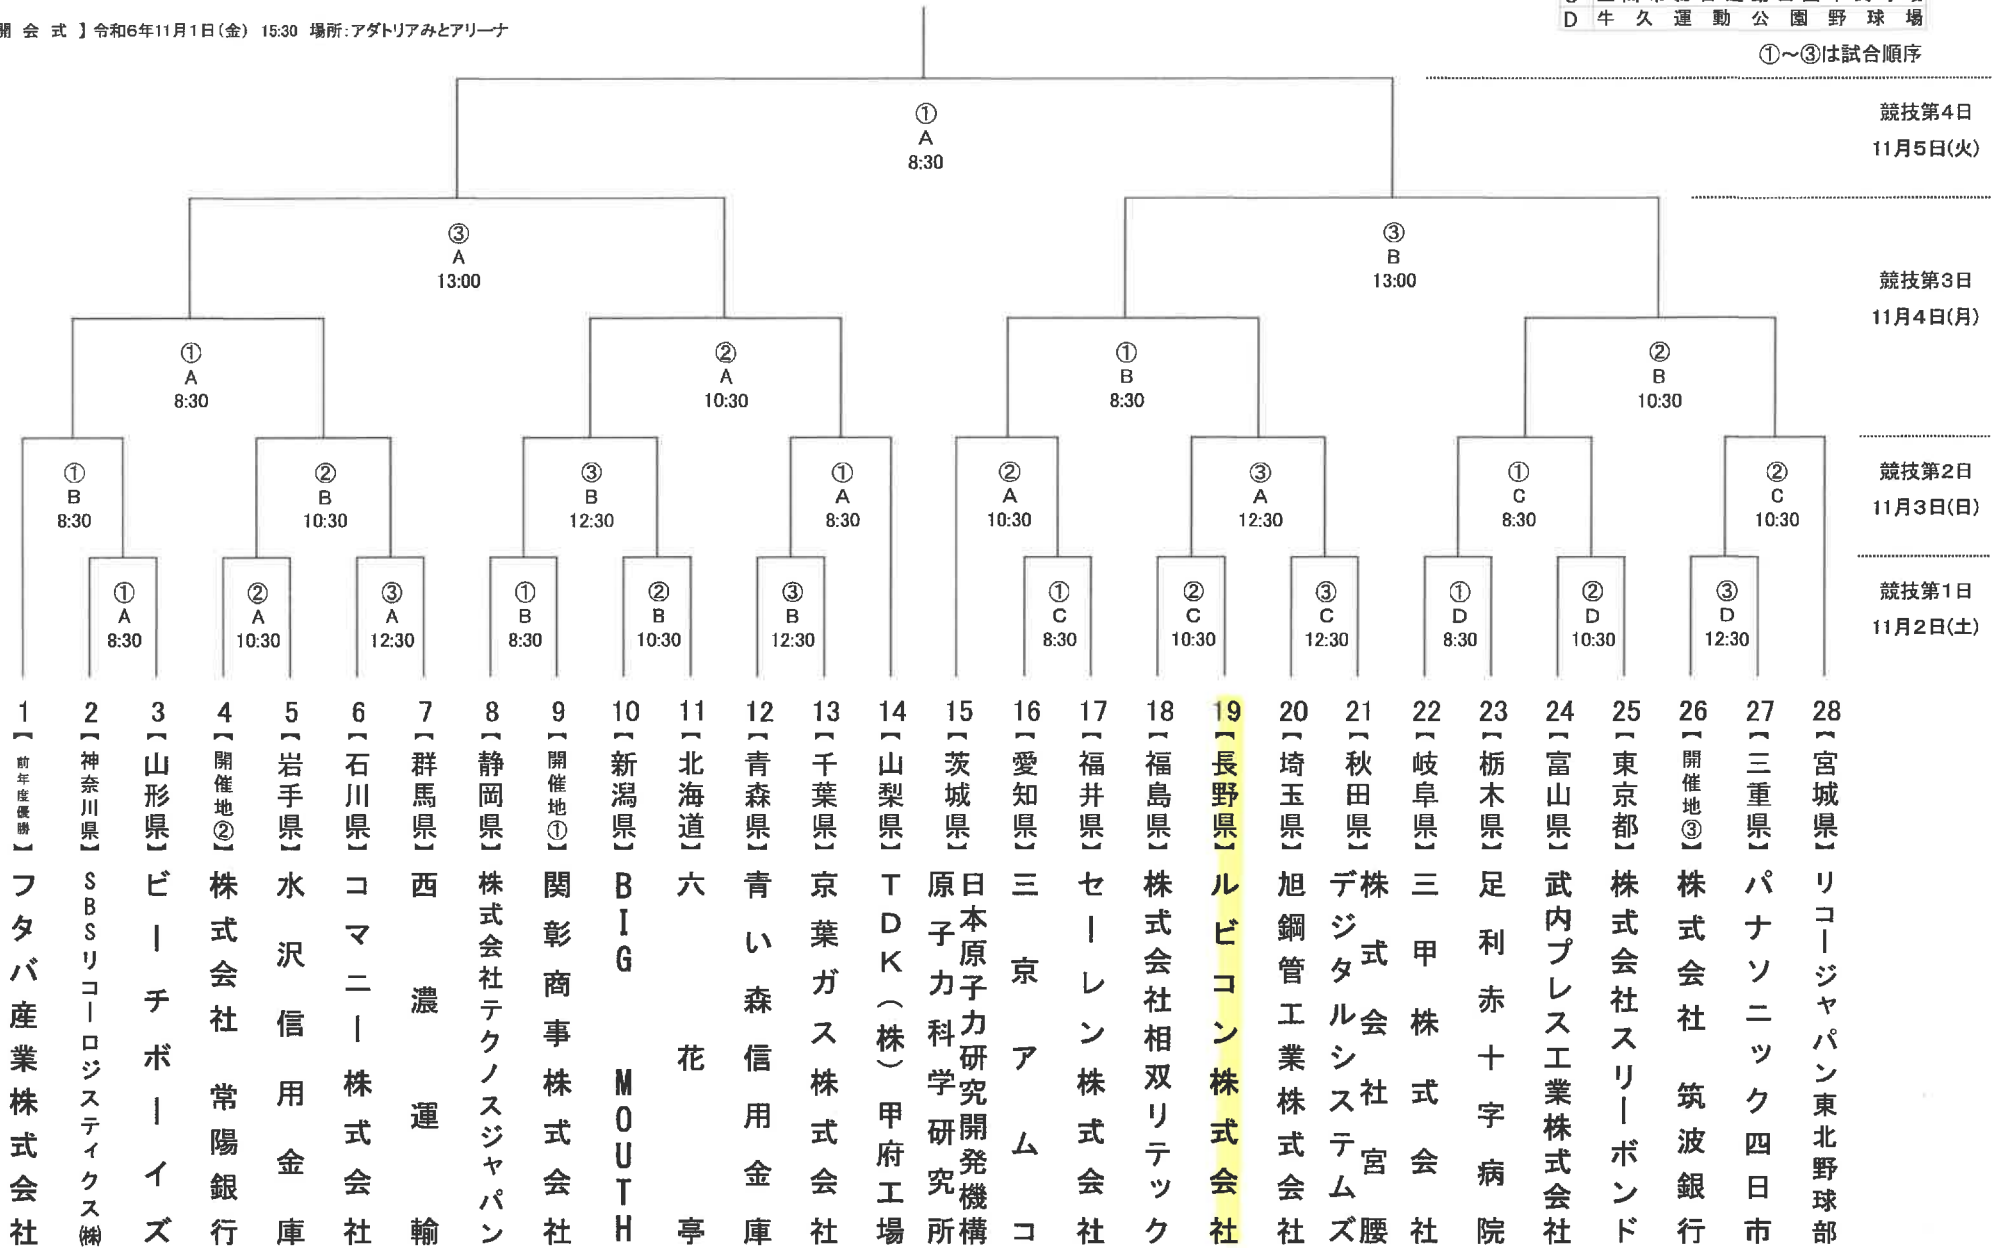 開 会 式 】 令和6年11月1日(金) 15:30 場所:アダトリアみとアリーナ
D 牛久運動公園野球場
①～③は試合順序
① A 8:30
競技第4日
11月5日(火)
③ A 13:00
③ B 13:00
競技第3日
11月4日(月)
① A 8:30
② A 10:30
① B 8:30
② B 10:30
① B 8:30
② B 10:30
③ B 12:30
① A 8:30
② A 10:30
③ A 12:30
① C 8:30
② C 10:30
競技第2日
11月3日(日)
① A 8:30
② A 10:30
③ A 12:30
① B 8:30
② B 10:30
③ B 12:30
① C 8:30
② C 10:30
③ C 12:30
① D 8:30
② D 10:30
③ D 12:30
競技第1日
11月2日(土)
1 【前年度優勝】 フタバ産業株式会社
2 【神奈川県】 SBSリコーロジスティクス㈱
3 【山形県】 ビーチボーイズ
4 【開催地②】 株式会社 常陽銀行
5 【岩手県】 水沢信用金庫
6 【石川県】 コマニー株式会社
7 【群馬県】 西濃運輸
8 【静岡県】 株式会社テクノスジャパン
9 【開催地①】 関彰商事株式会社
10 【新潟県】 BIG MOUTH
11 【北海道】 六花亭
12 【青森県】 青い森信用金庫
13 【千葉県】 京葉ガス株式会社
14 【山梨県】 TDK(株)甲府工場
15 【茨城県】 日本原子力研究開発機構
原子力科学研究所
16 【愛知県】 三京アムコ
17 【福井県】 セーレン株式会社
18 【福島県】 株式会社相双リテック
19 【長野県】 ルビコン株式会社
20 【埼玉県】 旭鋼管工業株式会社
21 【秋田県】 株式会社宮腰
デジタルシステムズ
22 【岐阜県】 三甲株式会社
23 【栃木県】 足利赤十字病院
24 【富山県】 武内プレス工業株式会社
25 【東京都】 株式会社スリーボンド
26 【開催地③】 株式会社 筑波銀行
27 【三重県】 パナソニック四日市
28 【宮城県】 リコージャパン東北野球部